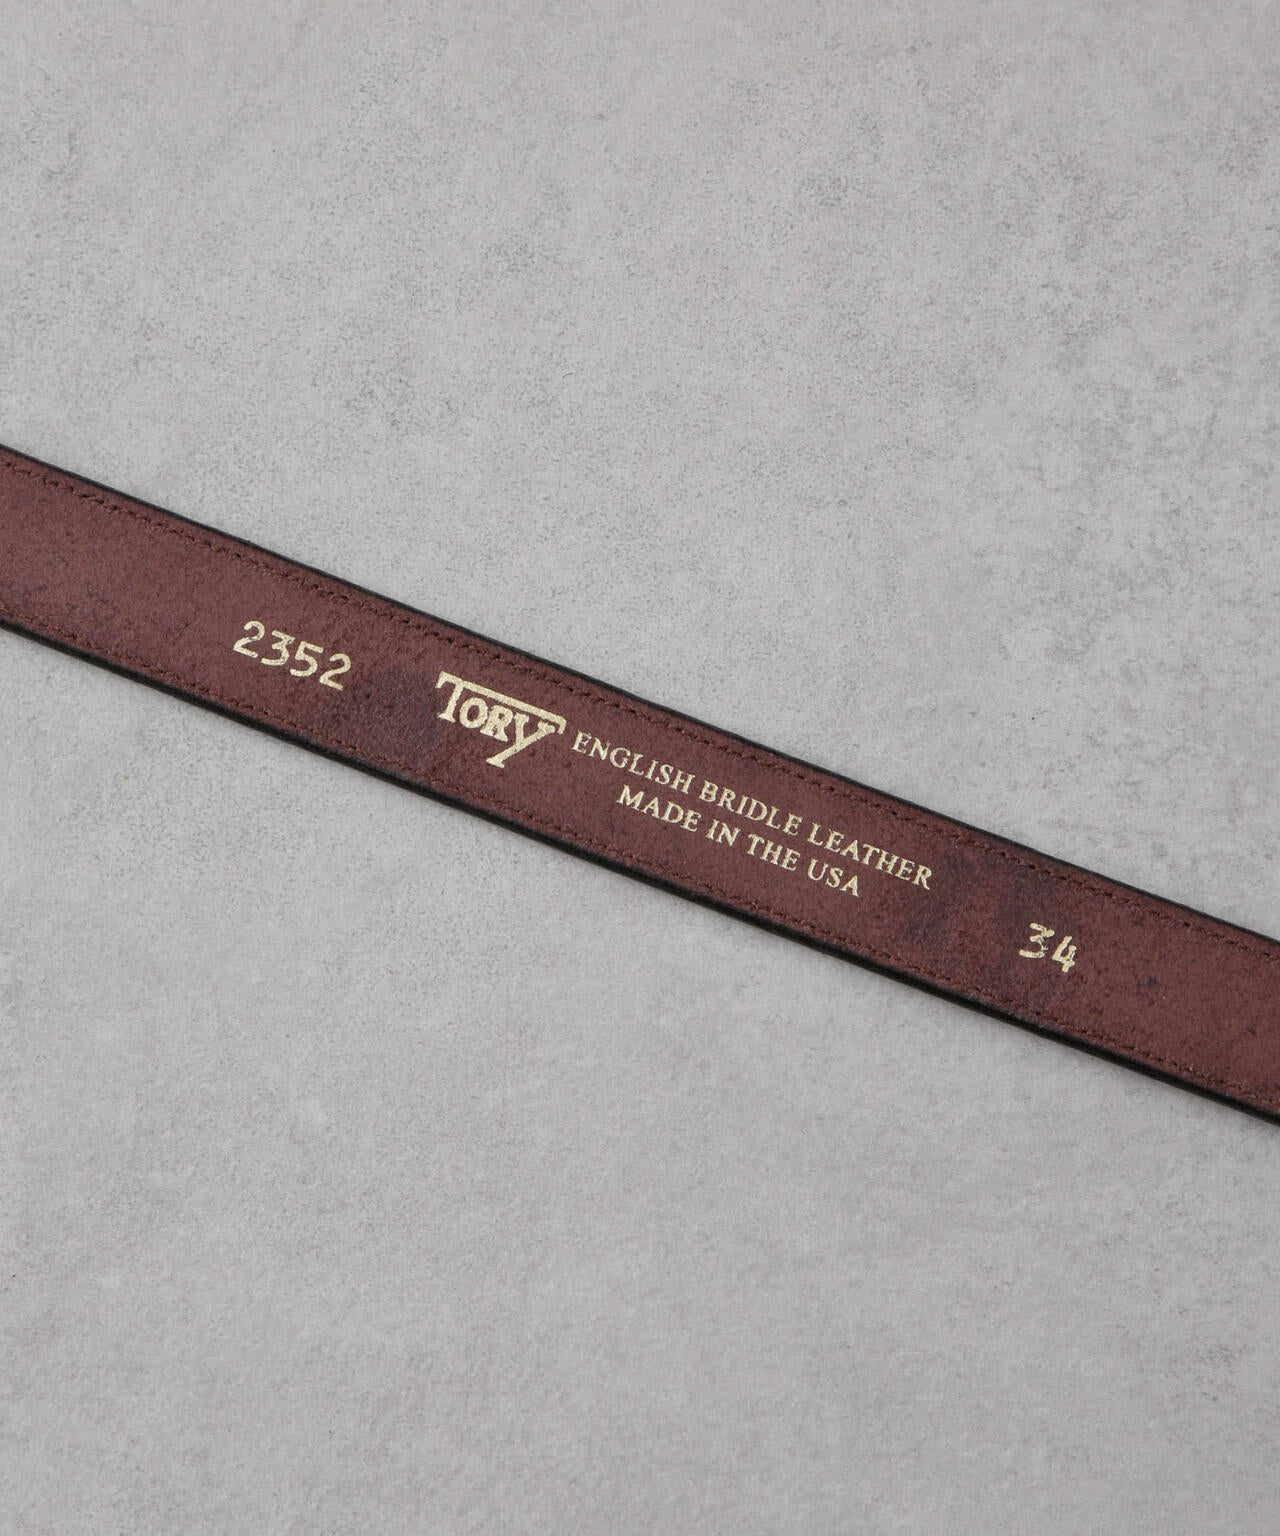 2352
TORY ENGLISH BRIDLE LEATHER
MADE IN THE USA
34